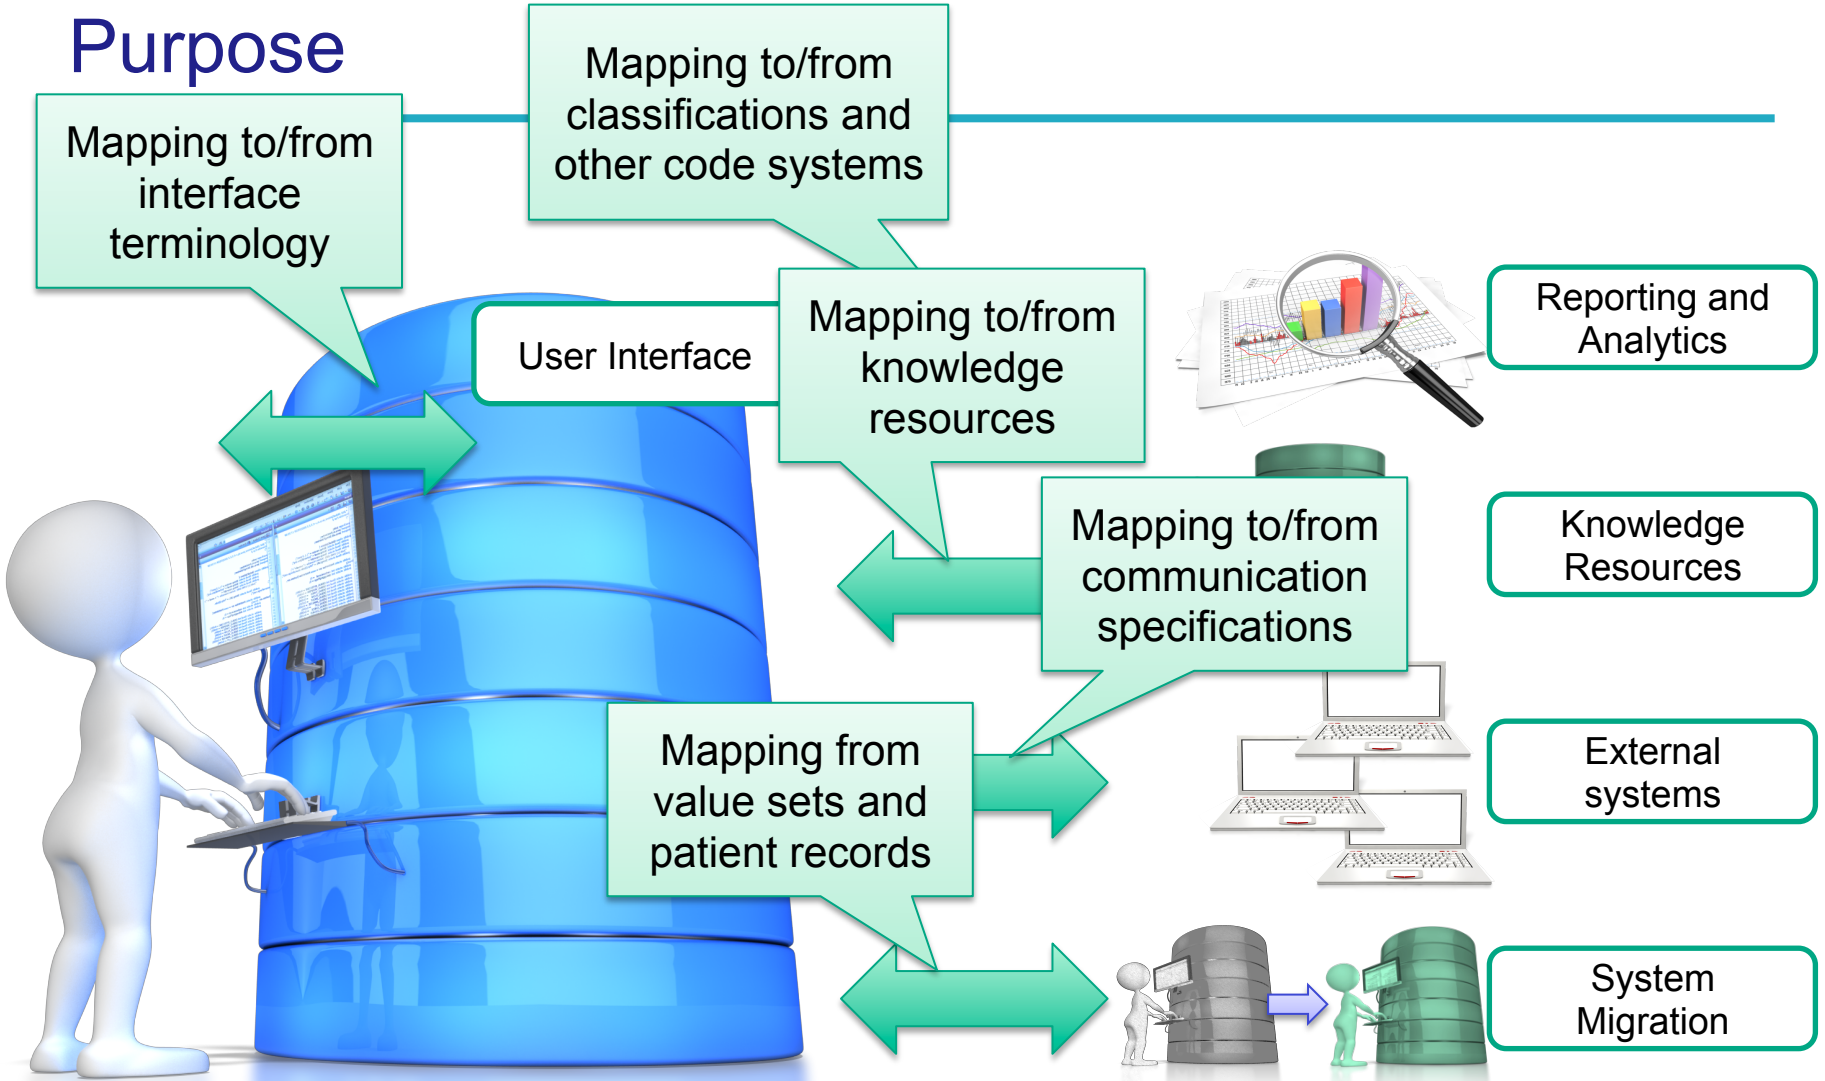 Purpose
Mapping to/from
interface
terminology
Mapping to/from
classifications and
other code systems
User Interface
Mapping to/from
knowledge
resources
Reporting and
Analytics
Mapping to/from
communication
specifications
Knowledge
Resources
Mapping from
value sets and
patient records
External
systems
System
Migration